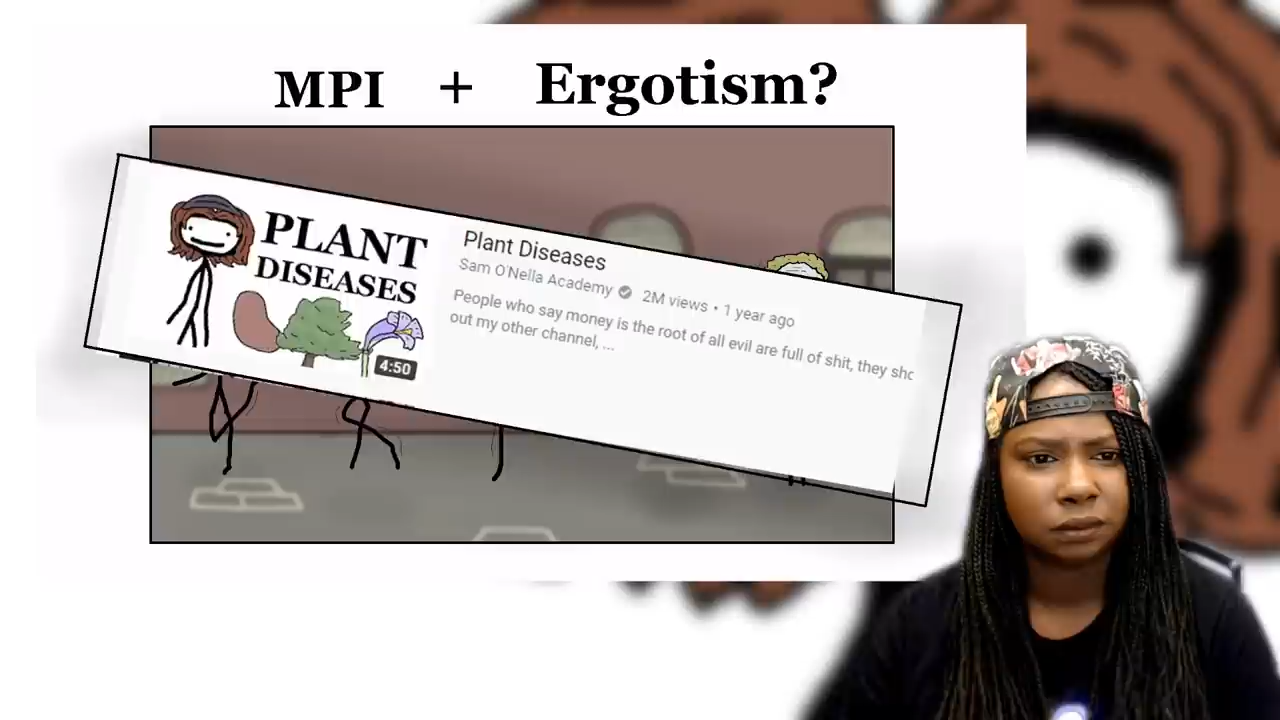 MPI + Ergotism?
PLANT
DISEASES
4:50
Plant Diseases
Sam O'Nella Academy 2M views • 1 year ago
People who say money is the root of all evil are full of shit, they sho
out my other channel, ...